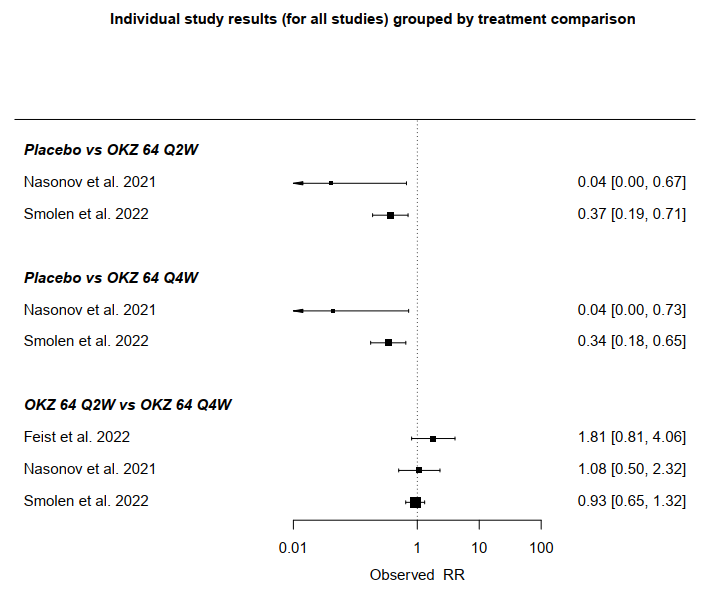 Individual study results (for all studies) grouped by treatment comparison
Placebo vs OKZ 64 Q2W
Nasonov et al. 2021 0.04 [0.00, 0.67]
Smolen et al. 2022 0.37 [0.19, 0.71]
Placebo vs OKZ 64 Q4W
Nasonov et al. 2021 0.04 [0.00, 0.73]
Smolen et al. 2022 0.34 [0.18, 0.65]
OKZ 64 Q2W vs OKZ 64 Q4W
Feist et al. 2022 1.81 [0.81, 4.06]
Nasonov et al. 2021 1.08 [0.50, 2.32]
Smolen et al. 2022 0.93 [0.65, 1.32]
0.01 1 10 100
Observed RR